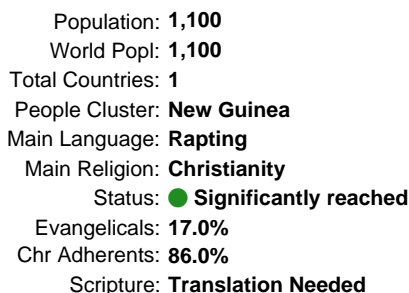 Population: 1,100
World Popl: 1,100
Total Countries: 1
People Cluster: New Guinea
Main Language: Rapting
Main Religion: Christianity
Status: Significantly reached
Evangelicals: 17.0%
Chr Adherents: 86.0%
Scripture: Translation Needed